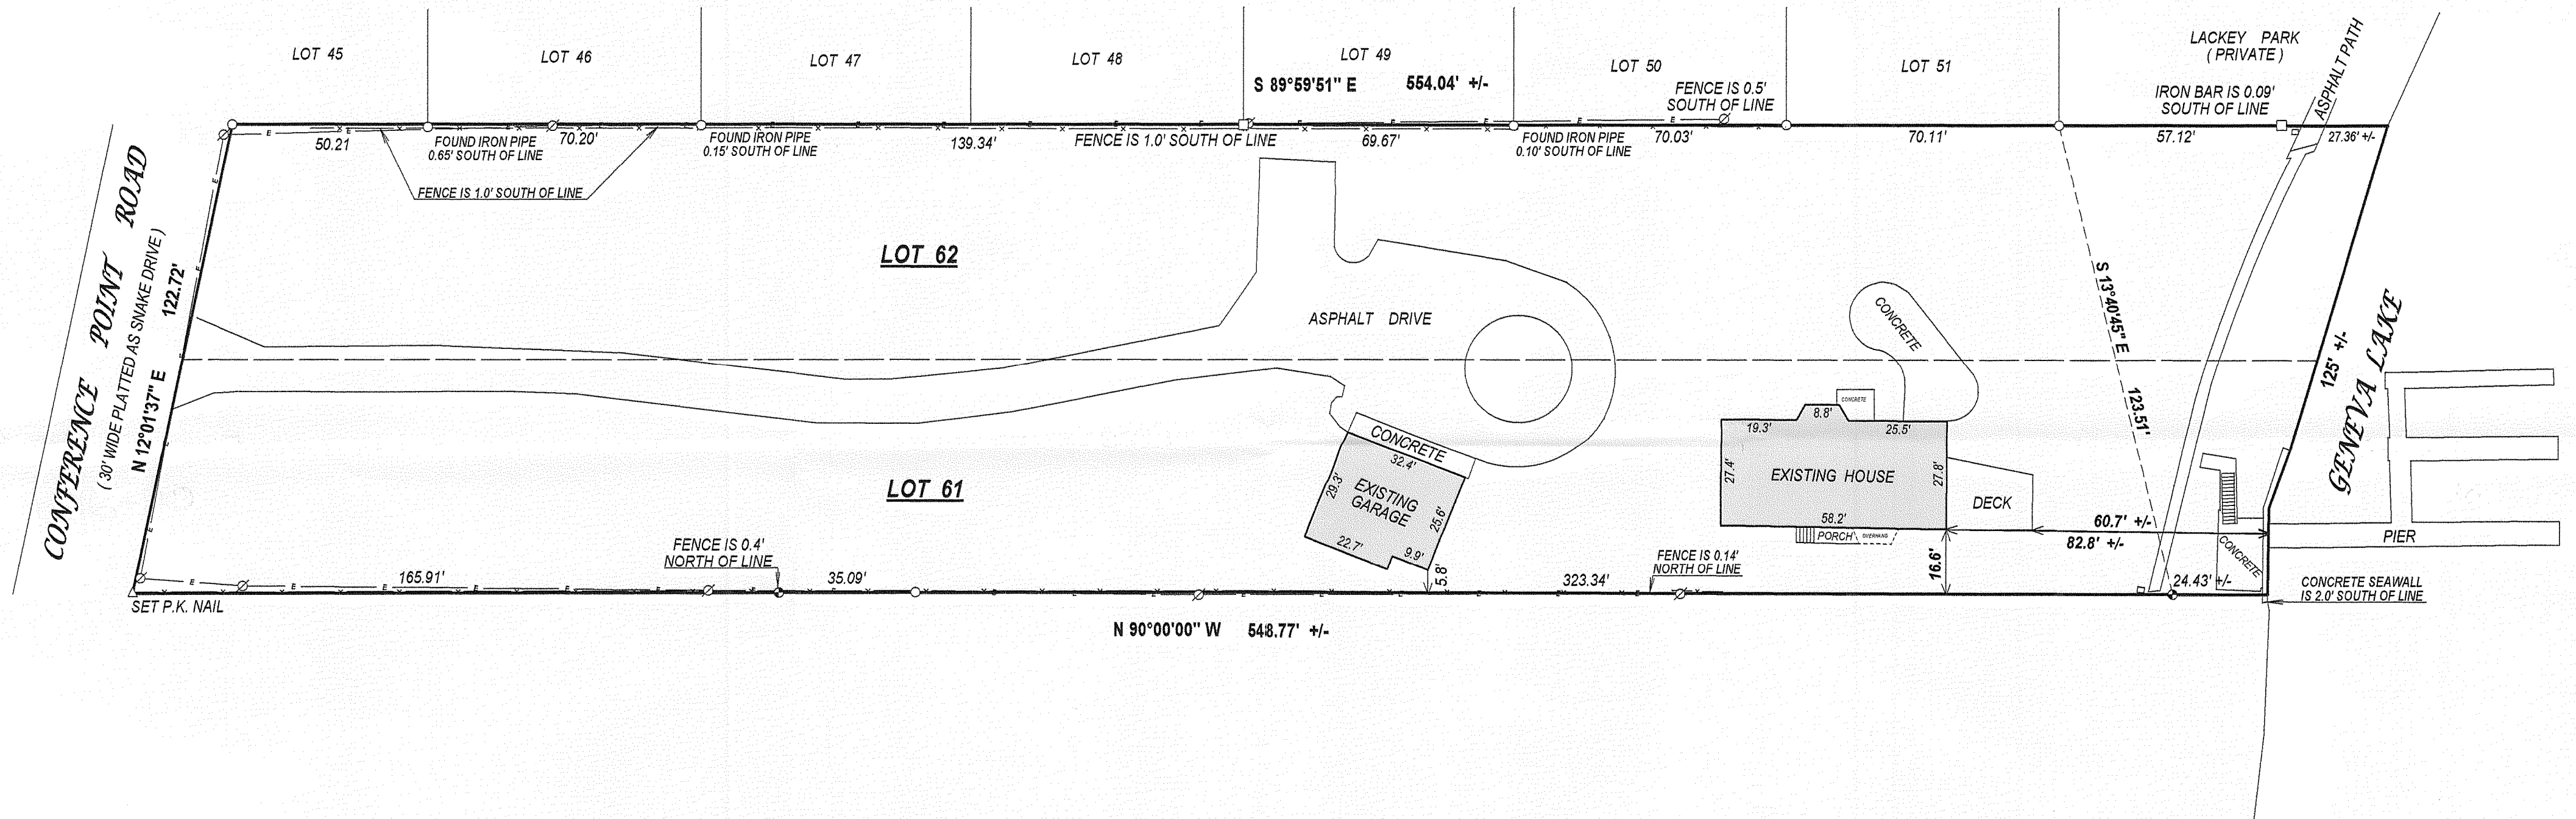 LOT 45
LOT 46
LOT 47
LOT 48
LOT 49
LOT 50
LOT 51
LACKEY PARK
( PRIVATE )
ASPHALT PATH
S 89°59'51" E 554.04' +/-
FENCE IS 0.5'
SOUTH OF LINE
IRON BAR IS 0.09'
SOUTH OF LINE
50.21
FOUND IRON PIPE
0.65' SOUTH OF LINE
70.20'
FOUND IRON PIPE
0.15' SOUTH OF LINE
139.34'
FENCE IS 1.0' SOUTH OF LINE
69.67'
FOUND IRON PIPE
0.10' SOUTH OF LINE
70.03'
70.11'
57.12'
27.36' +/-
FENCE IS 1.0' SOUTH OF LINE
CONFERENCE POINT ROAD
( 30' WIDE PLATTED AS SNAKE DRIVE )
N 12°01'37" E 122.72'
LOT 62
ASPHALT DRIVE
CONCRETE
S 13°40'45" E 123.51'
125' +/-
GENEVA LAKE
CONCRETE
8.8'
19.3'
25.5'
27.4'
EXISTING HOUSE
27.8'
58.2'
DECK
PORCH
OVERHANG
CONCRETE
32.4'
29.3'
EXISTING
GARAGE
25.6'
22.7'
9.9'
LOT 61
60.7' +/-
82.8' +/-
PIER
CONCRETE
FENCE IS 0.4'
NORTH OF LINE
165.91'
35.09'
5.8'
323.34'
FENCE IS 0.14'
NORTH OF LINE
16.6'
24.43' +/-
CONCRETE SEAWALL
IS 2.0' SOUTH OF LINE
SET P.K. NAIL
N 90°00'00" W 548.77' +/-